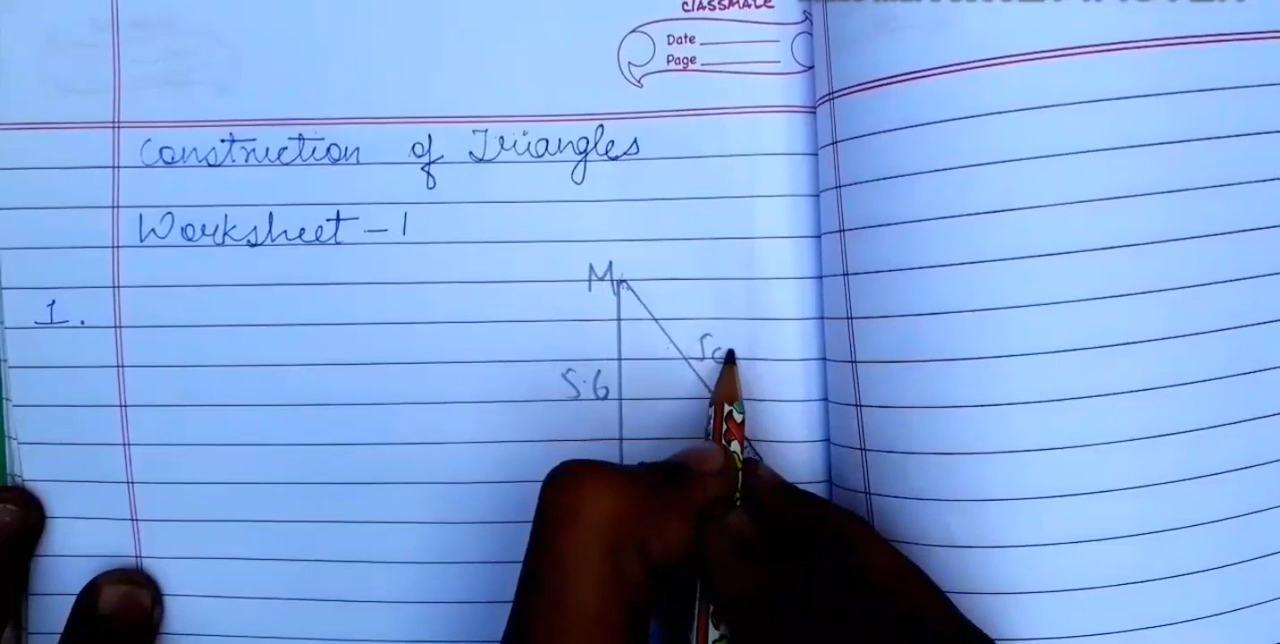 CLASSMATE
Date
Page
Construction of Triangles
Worksheet - 1
1.
M
5.6